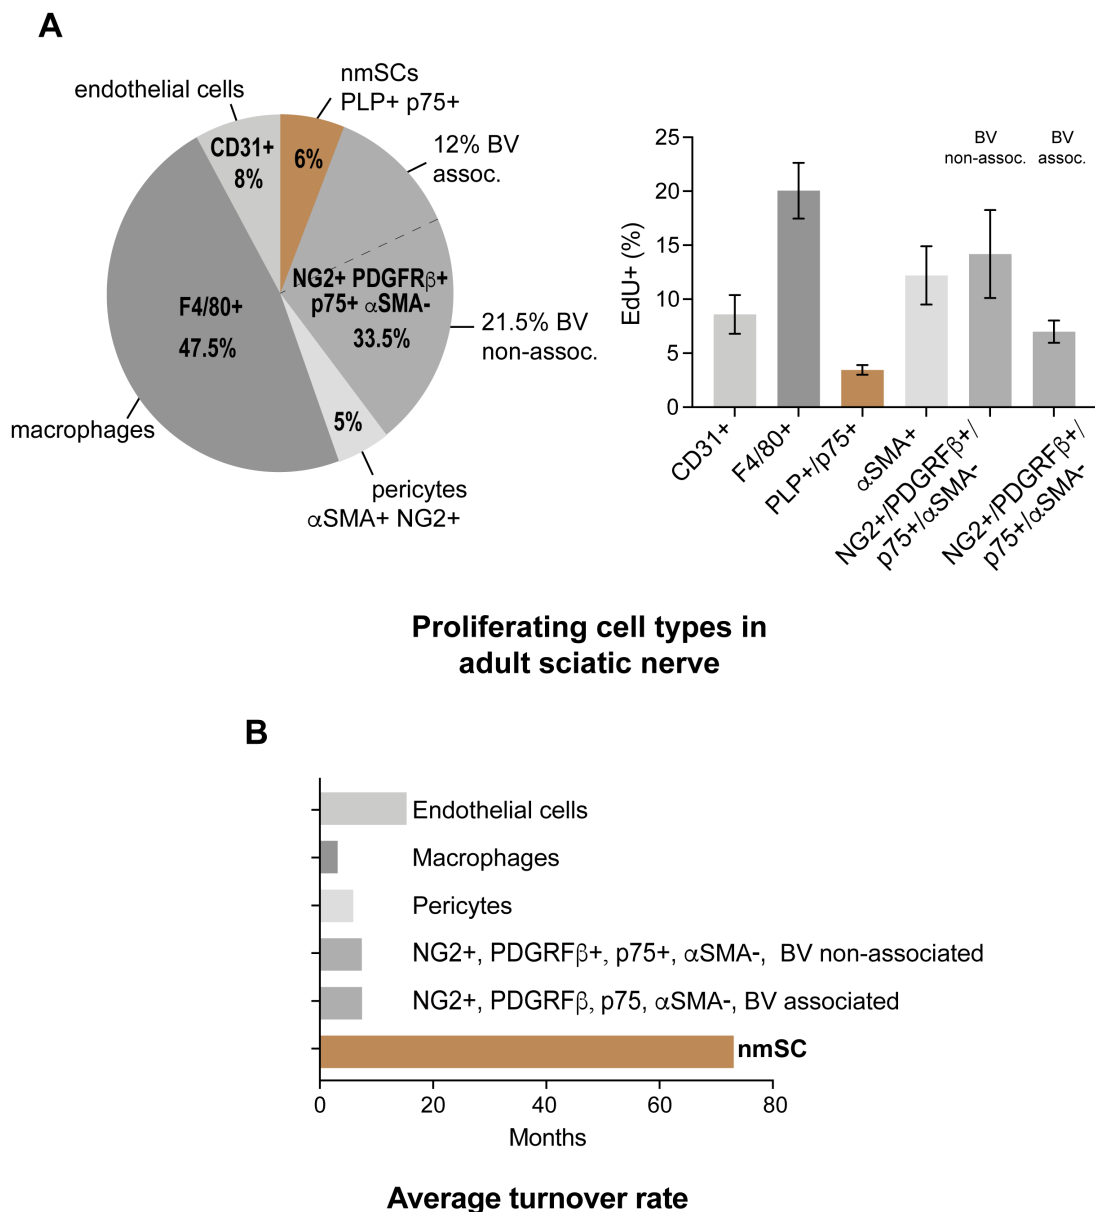 A
endothelial cells
nmSCs
PLP+ p75+
CD31+
8%
6%
12% BV
assoc.
NG2+ PDGFRβ+
p75+ αSMA-
33.5%
F4/80+
47.5%
21.5% BV
non-assoc.
5%
macrophages
pericytes
αSMA+ NG2+
BV
non-assoc.
BV
assoc.
EdU+ (%)
25
20
15
10
5
0
CD31+
F4/80+
PLP+/p75+
αSMA+
NG2+/PDGRFβ+/
p75+/αSMA-
NG2+/PDGRFβ+/
p75+/αSMA-
Proliferating cell types in
adult sciatic nerve
B
Endothelial cells
Macrophages
Pericytes
NG2+, PDGRFβ+, p75+, αSMA-, BV non-associated
NG2+, PDGRFβ, p75, αSMA-, BV associated
nmSC
0 20 40 60 80
Months
Average turnover rate